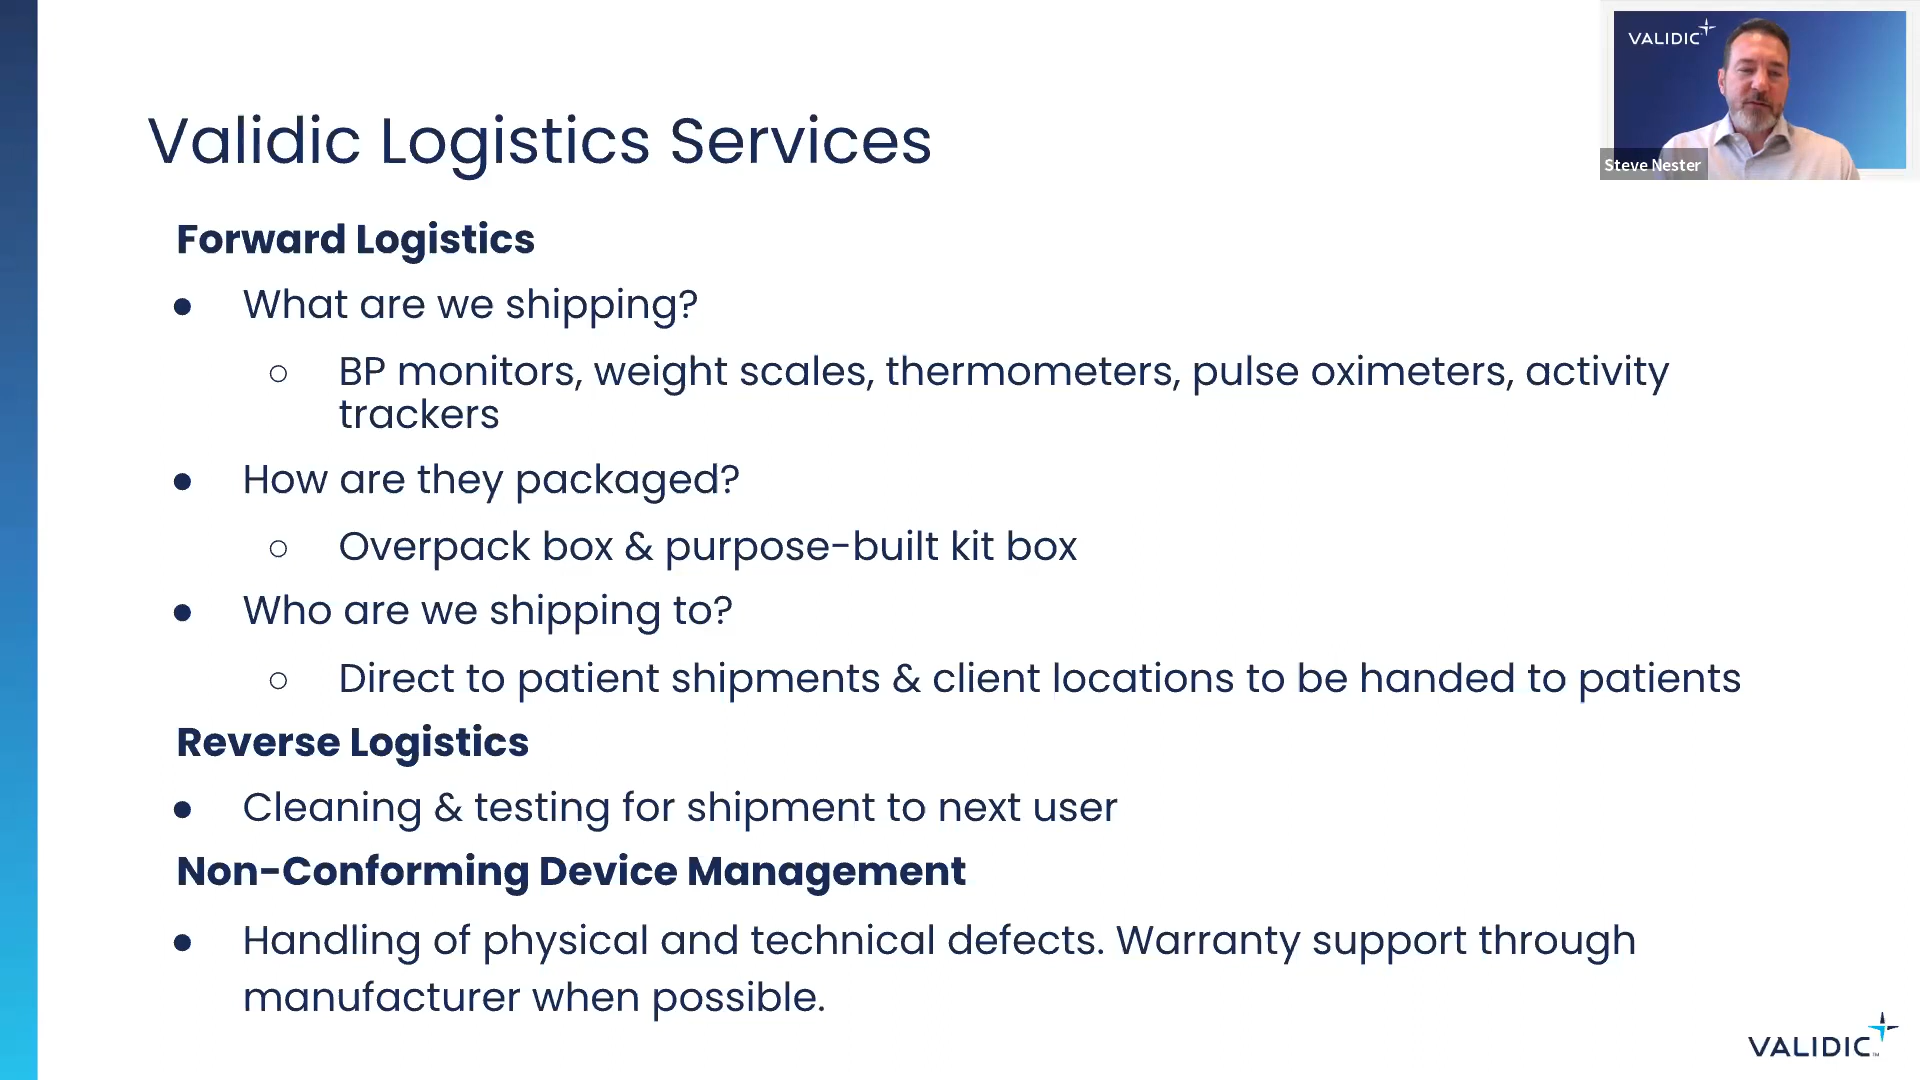 VALIDIC
Steve Nester
Validic Logistics Services
Forward Logistics
● What are we shipping?
○ BP monitors, weight scales, thermometers, pulse oximeters, activity
trackers
● How are they packaged?
○ Overpack box & purpose-built kit box
● Who are we shipping to?
○ Direct to patient shipments & client locations to be handed to patients
Reverse Logistics
● Cleaning & testing for shipment to next user
Non-Conforming Device Management
● Handling of physical and technical defects. Warranty support through
manufacturer when possible.
VALIDIC™